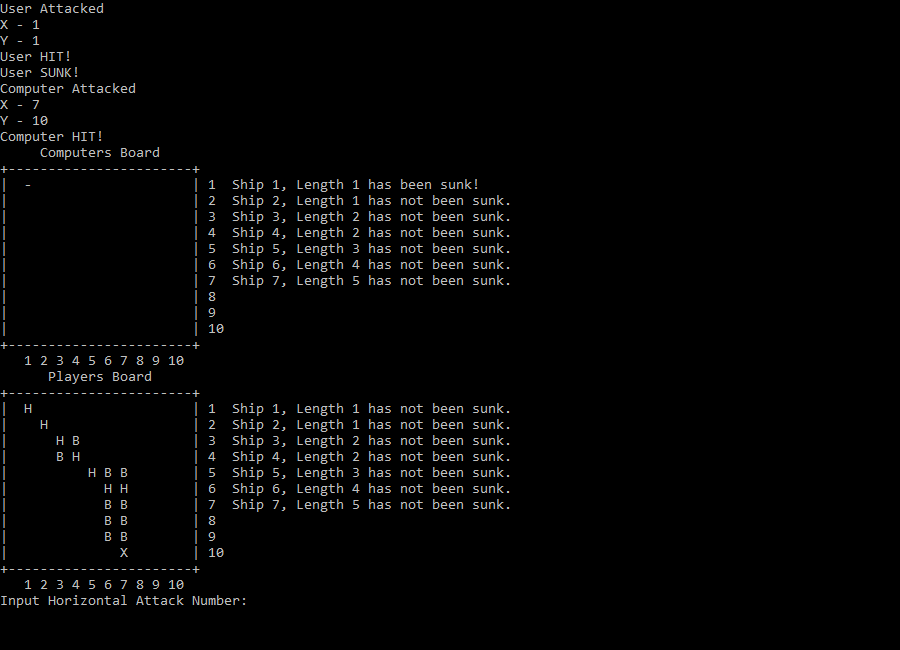 User Attacked
X - 1
Y - 1
User HIT!
User SUNK!
Computer Attacked
X - 7
Y - 10
Computer HIT!
     Computers Board
+-----------------------+
|  -                    | 1  Ship 1, Length 1 has been sunk!
|                       | 2  Ship 2, Length 1 has not been sunk.
|                       | 3  Ship 3, Length 2 has not been sunk.
|                       | 4  Ship 4, Length 2 has not been sunk.
|                       | 5  Ship 5, Length 3 has not been sunk.
|                       | 6  Ship 6, Length 4 has not been sunk.
|                       | 7  Ship 7, Length 5 has not been sunk.
|                       | 8
|                       | 9
|                       | 10
+-----------------------+
   1 2 3 4 5 6 7 8 9 10
      Players Board
+-----------------------+
|  H                    | 1  Ship 1, Length 1 has not been sunk.
|    H                  | 2  Ship 2, Length 1 has not been sunk.
|      H B              | 3  Ship 3, Length 2 has not been sunk.
|      B H              | 4  Ship 4, Length 2 has not been sunk.
|          H B B        | 5  Ship 5, Length 3 has not been sunk.
|            H H        | 6  Ship 6, Length 4 has not been sunk.
|            B B        | 7  Ship 7, Length 5 has not been sunk.
|            B B        | 8
|            B B        | 9
|              X        | 10
+-----------------------+
   1 2 3 4 5 6 7 8 9 10
Input Horizontal Attack Number: